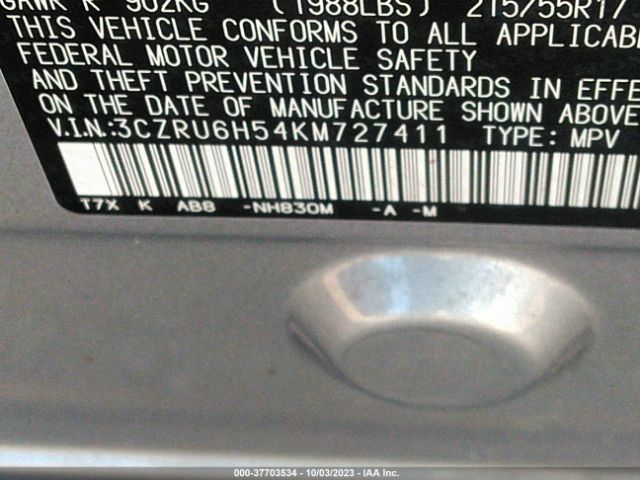 GAWR R 902KG (1988LBS) 215/55R17
THIS VEHICLE CONFORMS TO ALL APPLICABL
FEDERAL MOTOR VEHICLE SAFETY
AND THEFT PREVENTION STANDARDS IN EFFE
ON THE DATE OF MANUFACTURE SHOWN ABOVE
V.I.N.:3CZRU6H54KM727411 TYPE: MPV
T7X K AB8 -NH830M -A -M
000-37703534 - 10/03/2023 - IAA Inc.